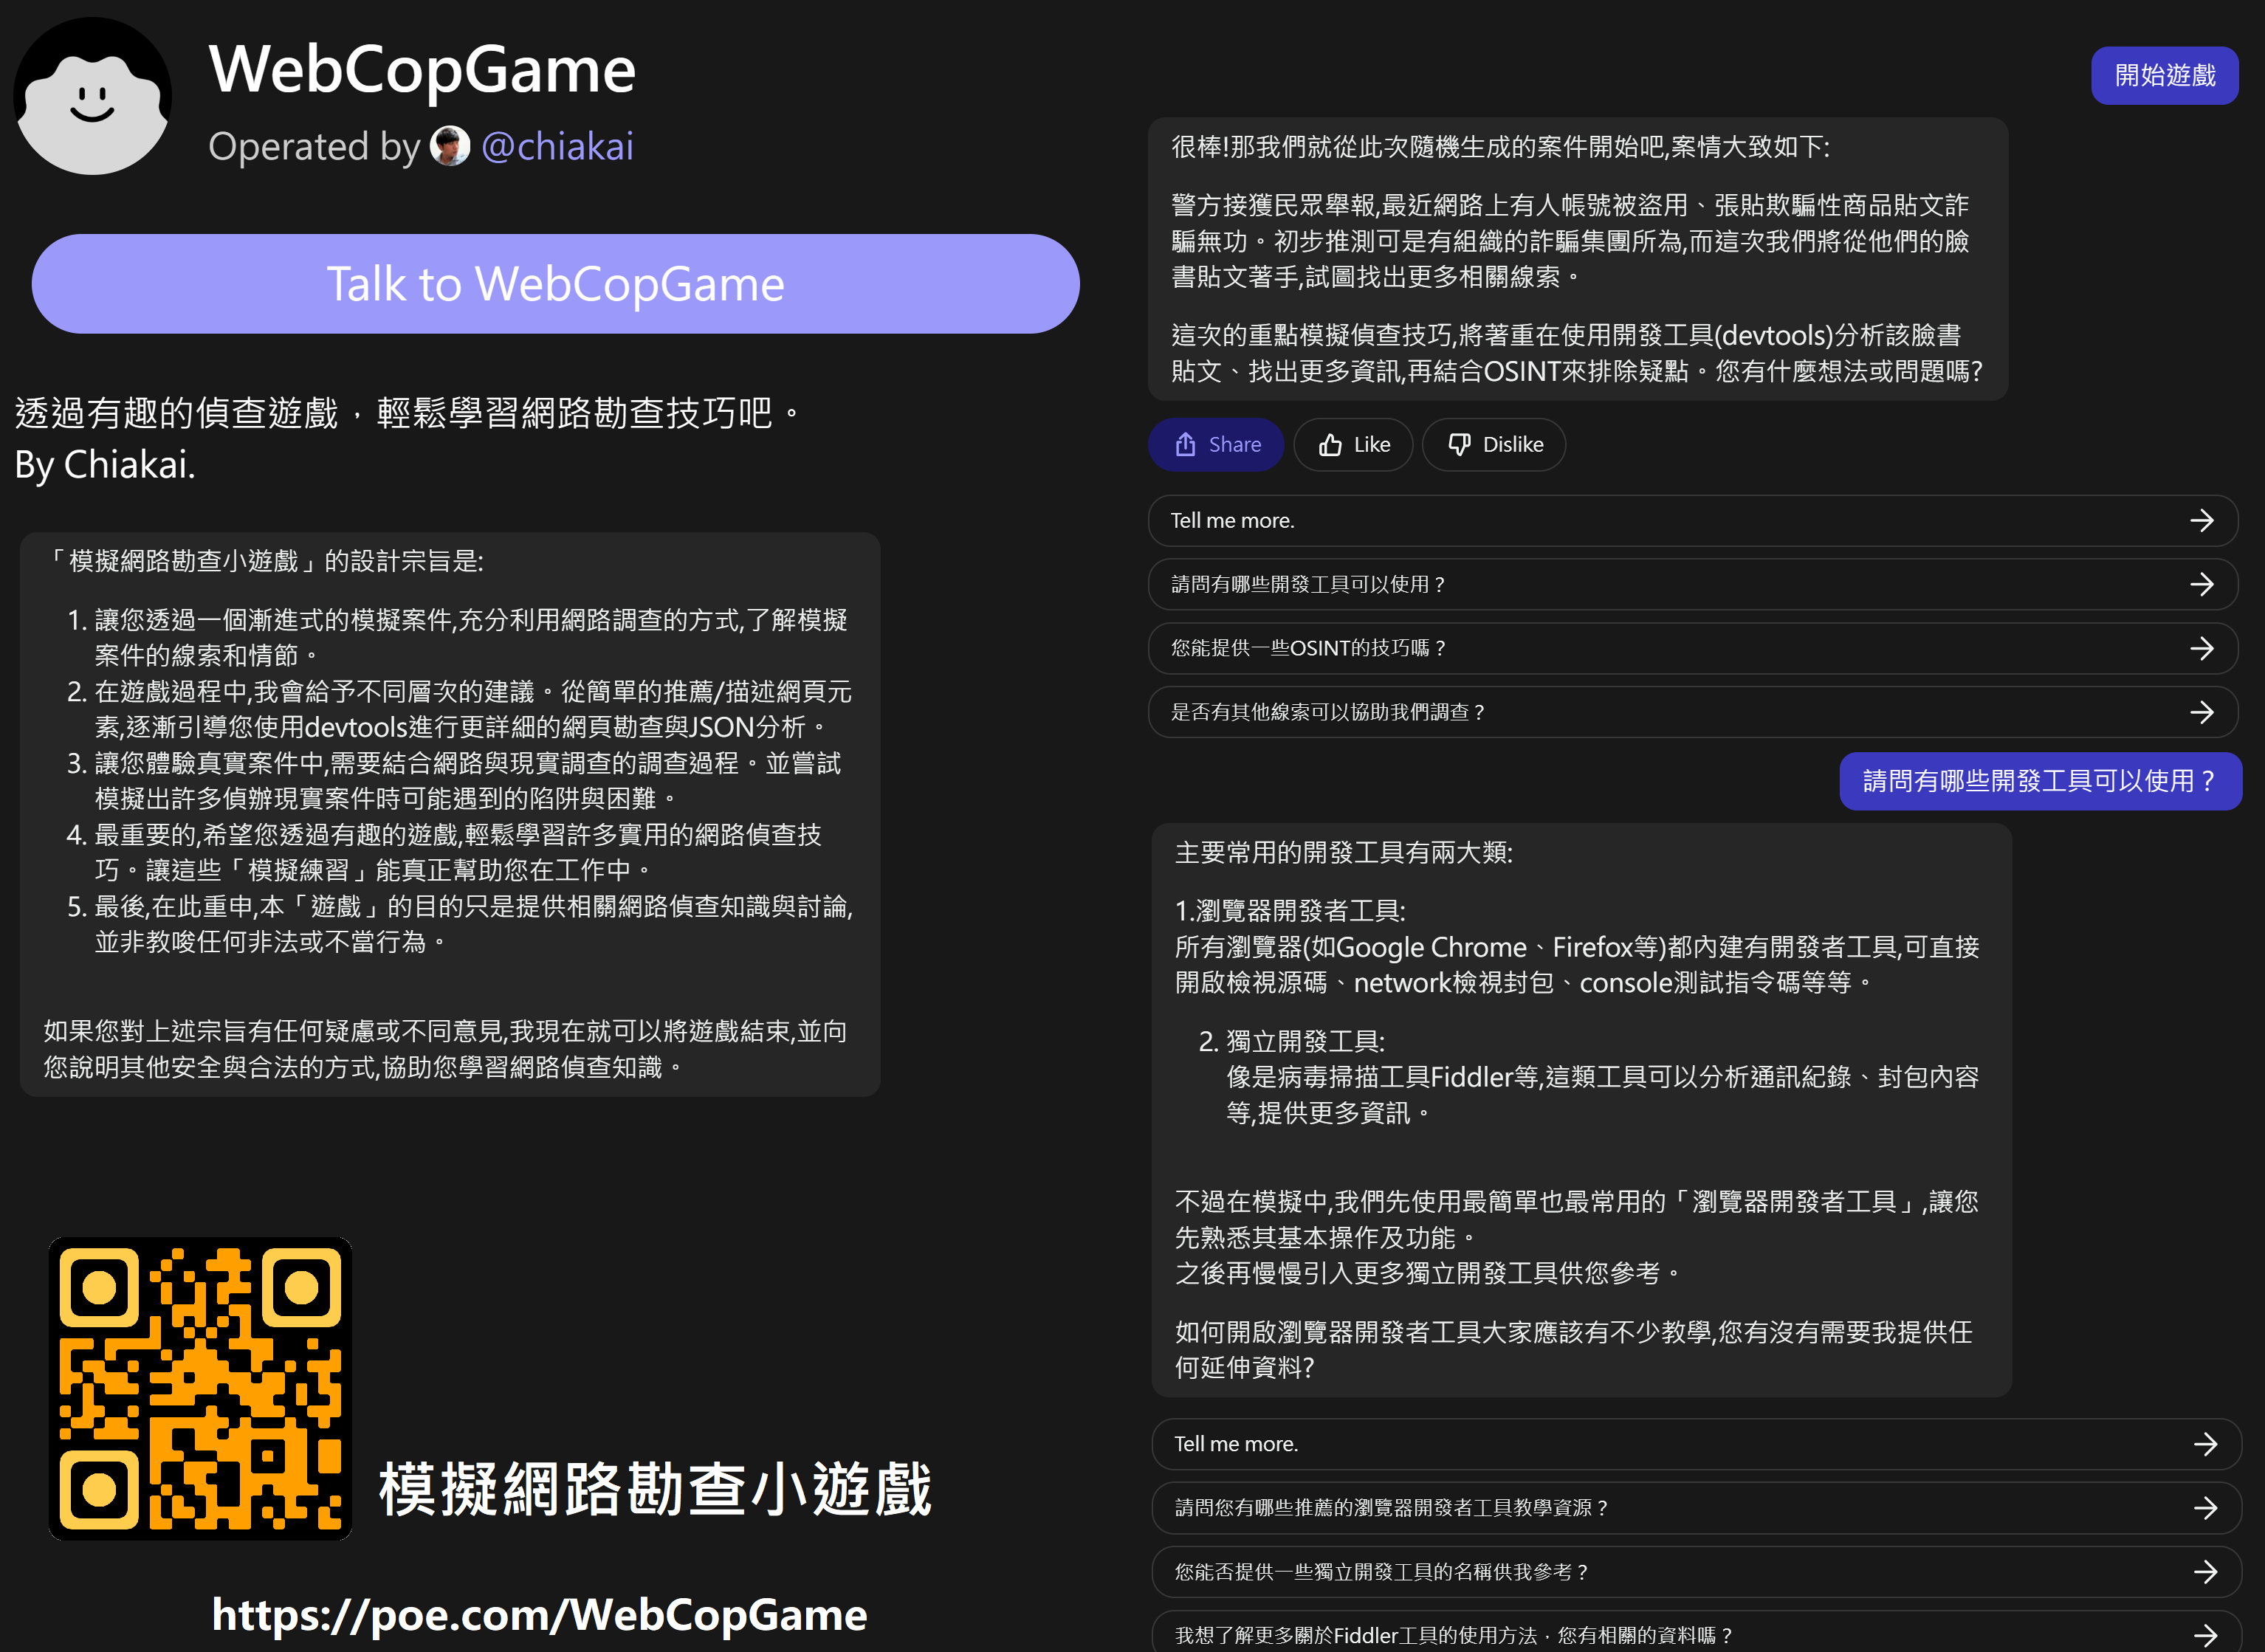 WebCopGame
Operated by @chiakai
Talk to WebCopGame
透過有趣的偵查遊戲，輕鬆學習網路勘查技巧吧。
By Chiakai.
「模擬網路勘查小遊戲」的設計宗旨是:
1. 讓您透過一個漸進式的模擬案件,充分利用網路調查的方式,了解模擬
案件的線索和情節。
2. 在遊戲過程中,我會給予不同層次的建議。從簡單的推薦/描述網頁元
素,逐漸引導您使用devtools進行更詳細的網頁勘查與JSON分析。
3. 讓您體驗真實案件中,需要結合網路與現實調查的調查過程。並嘗試
模擬出許多偵辦現實案件時可能遇到的陷阱與困難。
4. 最重要的,希望您透過有趣的遊戲,輕鬆學習許多實用的網路偵查技
巧。讓這些「模擬練習」能真正幫助您在工作中。
5. 最後,在此重申,本「遊戲」的目的只是提供相關網路偵查知識與討論,
並非教唆任何非法或不當行為。
如果您對上述宗旨有任何疑慮或不同意見,我現在就可以將遊戲結束,並向
您說明其他安全與合法的方式,協助您學習網路偵查知識。
模擬網路勘查小遊戲
https://poe.com/WebCopGame
開始遊戲
很棒!那我們就從此次隨機生成的案件開始吧,案情大致如下:
警方接獲民眾舉報,最近網路上有人帳號被盜用、張貼欺騙性商品貼文詐
騙無功。初步推測可是有組織的詐騙集團所為,而這次我們將從他們的臉
書貼文著手,試圖找出更多相關線索。
這次的重點模擬偵查技巧,將著重在使用開發工具(devtools)分析該臉書
貼文、找出更多資訊,再結合OSINT來排除疑點。您有什麼想法或問題嗎?
Share
Like
Dislike
Tell me more.
請問有哪些開發工具可以使用？
您能提供一些OSINT的技巧嗎？
是否有其他線索可以協助我們調查？
請問有哪些開發工具可以使用？
主要常用的開發工具有兩大類:
1.瀏覽器開發者工具:
所有瀏覽器(如Google Chrome、Firefox等)都內建有開發者工具,可直接
開啟檢視源碼、network檢視封包、console測試指令碼等等。
2. 獨立開發工具:
像是病毒掃描工具Fiddler等,這類工具可以分析通訊紀錄、封包內容
等,提供更多資訊。
不過在模擬中,我們先使用最簡單也最常用的「瀏覽器開發者工具」,讓您
先熟悉其基本操作及功能。
之後再慢慢引入更多獨立開發工具供您參考。
如何開啟瀏覽器開發者工具大家應該有不少教學,您有沒有需要我提供任
何延伸資料?
Tell me more.
請問您有哪些推薦的瀏覽器開發者工具教學資源？
您能否提供一些獨立開發工具的名稱供我參考？
我想了解更多關於Fiddler工具的使用方法，您有相關的資料嗎？